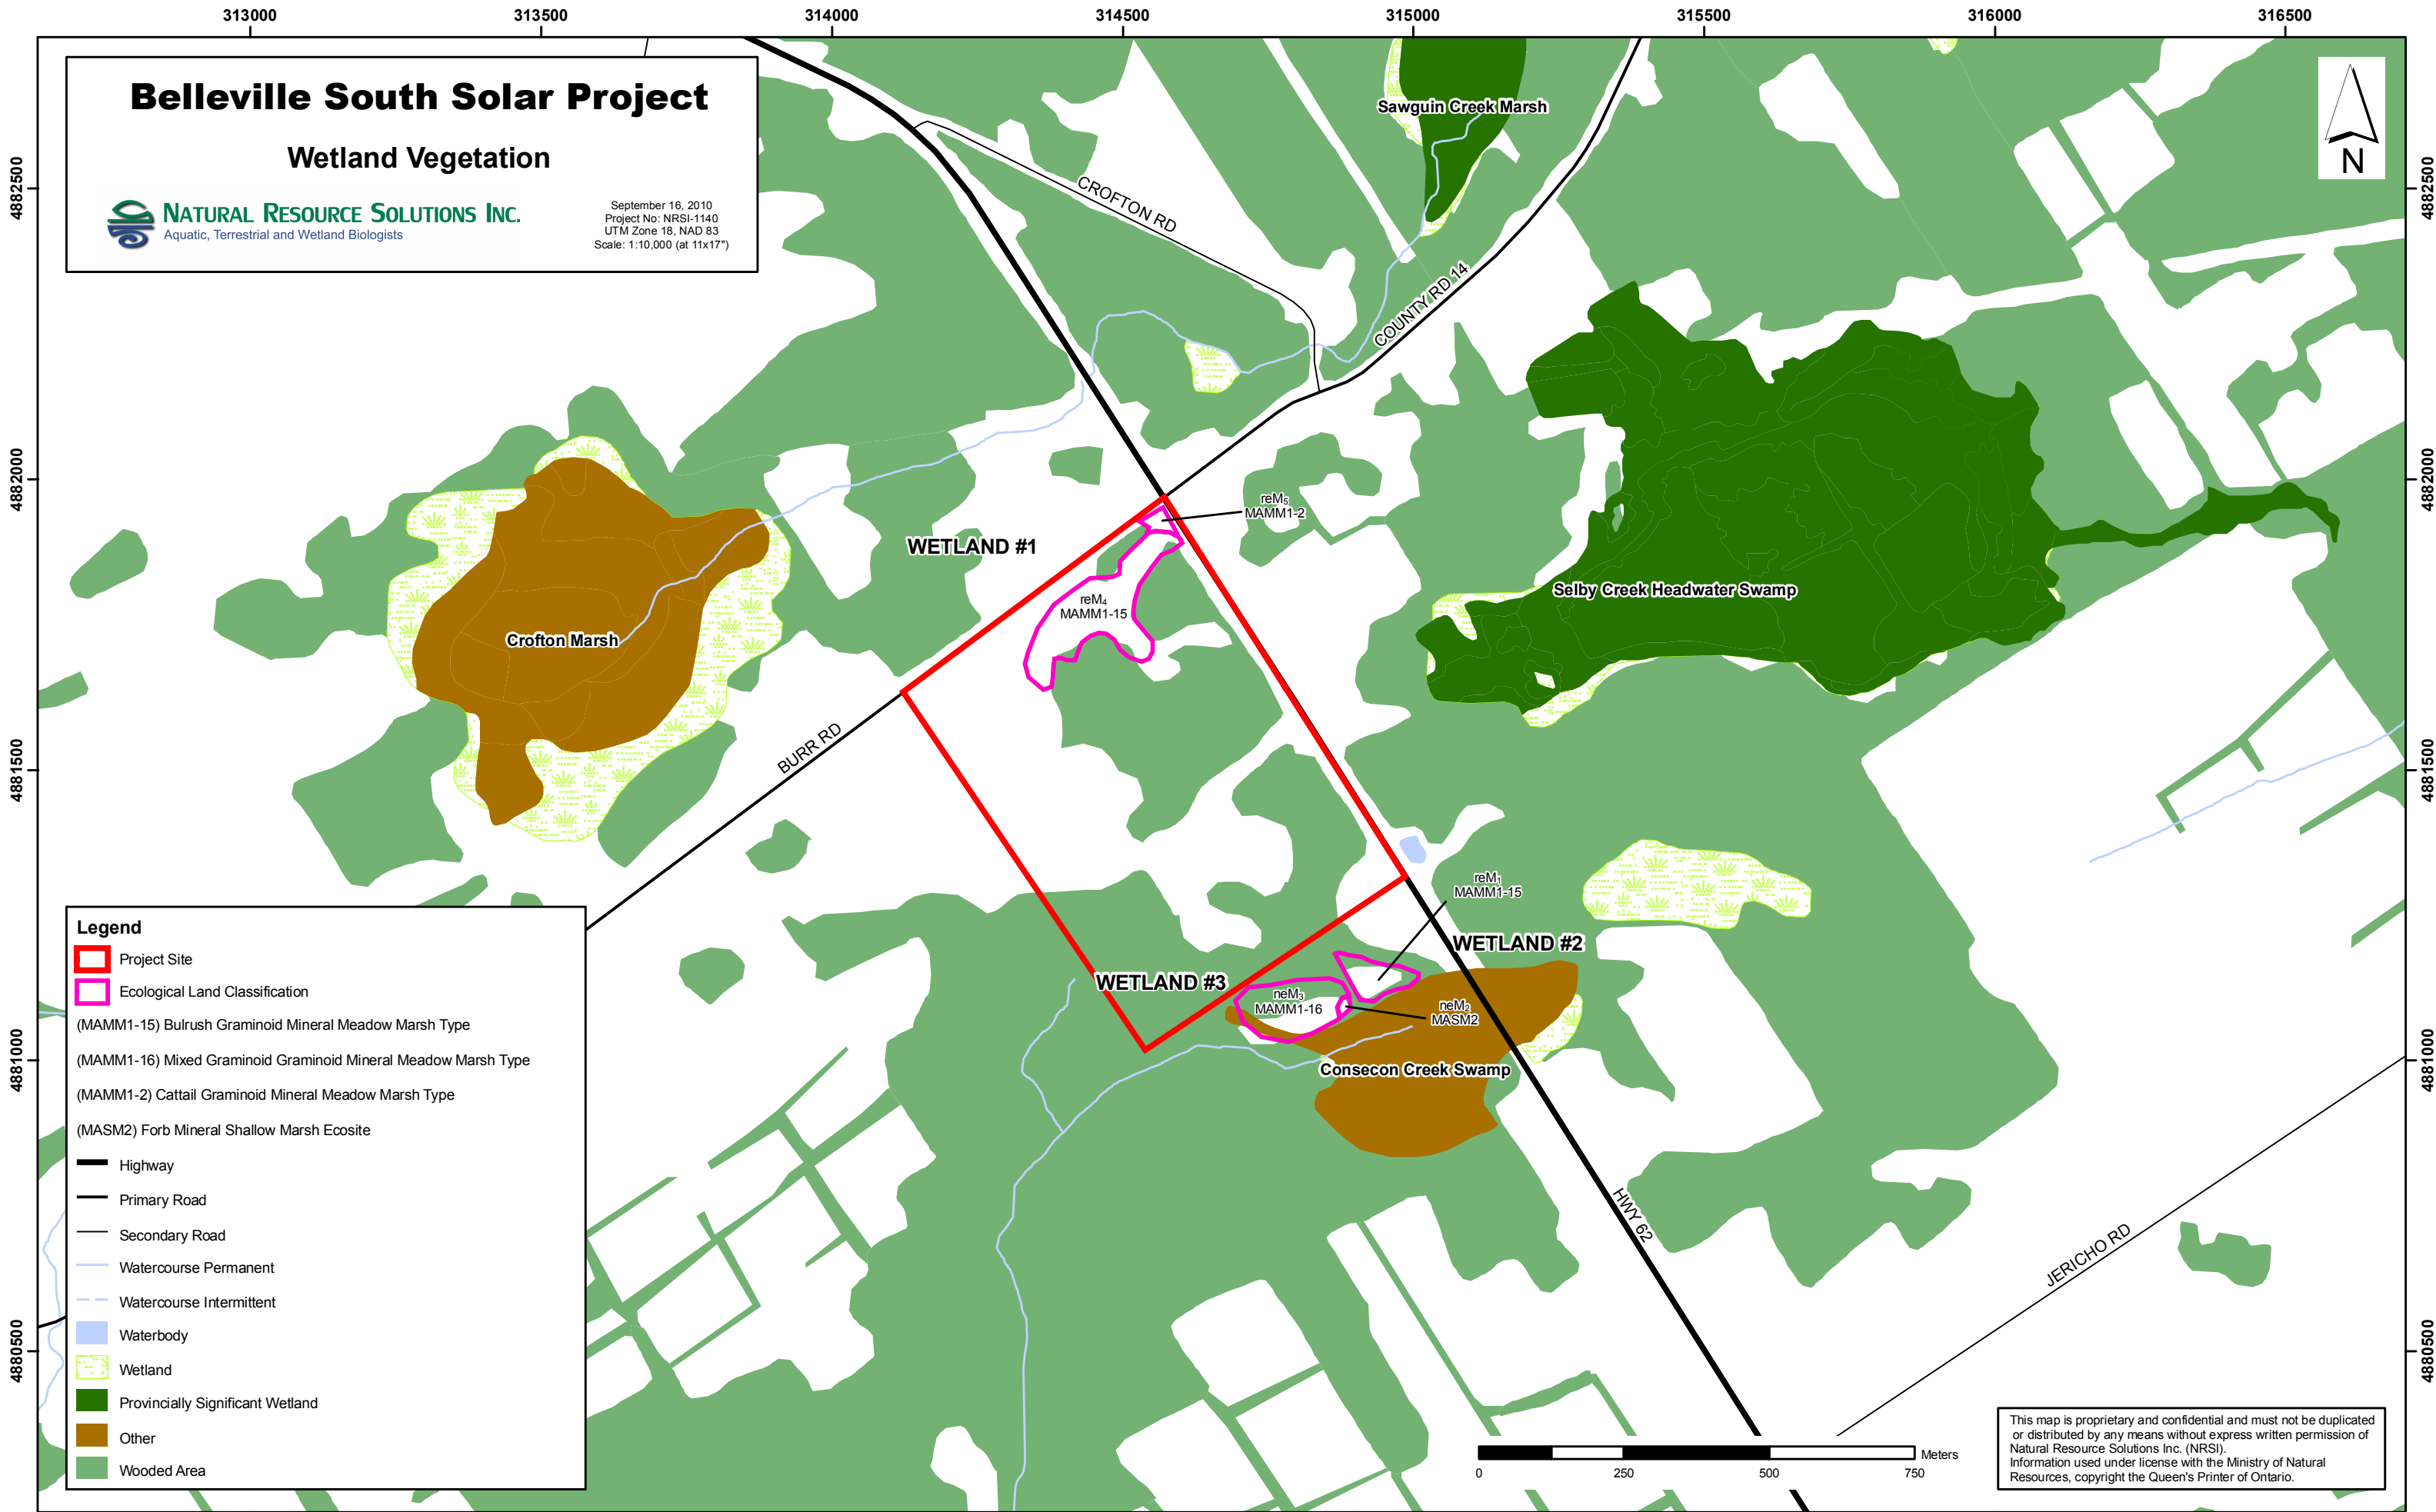 313000 313500 314000 314500 315000 315500 316000 316500
Belleville South Solar Project
Wetland Vegetation
NATURAL RESOURCE SOLUTIONS INC.
Aquatic, Terrestrial and Wetland Biologists
September 16, 2010
Project No: NRSI-1140
UTM Zone 18, NAD 83
Scale: 1:10,000 (at 11x17")
N
4882500
4882500
Sawguin Creek Marsh
CROFTON RD
COUNTY RD 14
4882000
4882000
reM5
MAMM1-2
WETLAND #1
reM4
MAMM1-15
Selby Creek Headwater Swamp
Crofton Marsh
BURR RD
4881500
4881500
reM1
MAMM1-15
WETLAND #2
WETLAND #3
neM3
MAMM1-16
neM2
MASM2
Consecon Creek Swamp
4881000
4881000
HWY 62
JERICHO RD
4880500
4880500
Legend
Project Site
Ecological Land Classification
(MAMM1-15) Bulrush Graminoid Mineral Meadow Marsh Type
(MAMM1-16) Mixed Graminoid Graminoid Mineral Meadow Marsh Type
(MAMM1-2) Cattail Graminoid Mineral Meadow Marsh Type
(MASM2) Forb Mineral Shallow Marsh Ecosite
Highway
Primary Road
Secondary Road
Watercourse Permanent
Watercourse Intermittent
Waterbody
Wetland
Provincially Significant Wetland
Other
Wooded Area
Meters
0 250 500 750
This map is proprietary and confidential and must not be duplicated
or distributed by any means without express written permission of
Natural Resource Solutions Inc. (NRSI).
Information used under license with the Ministry of Natural
Resources, copyright the Queen's Printer of Ontario.